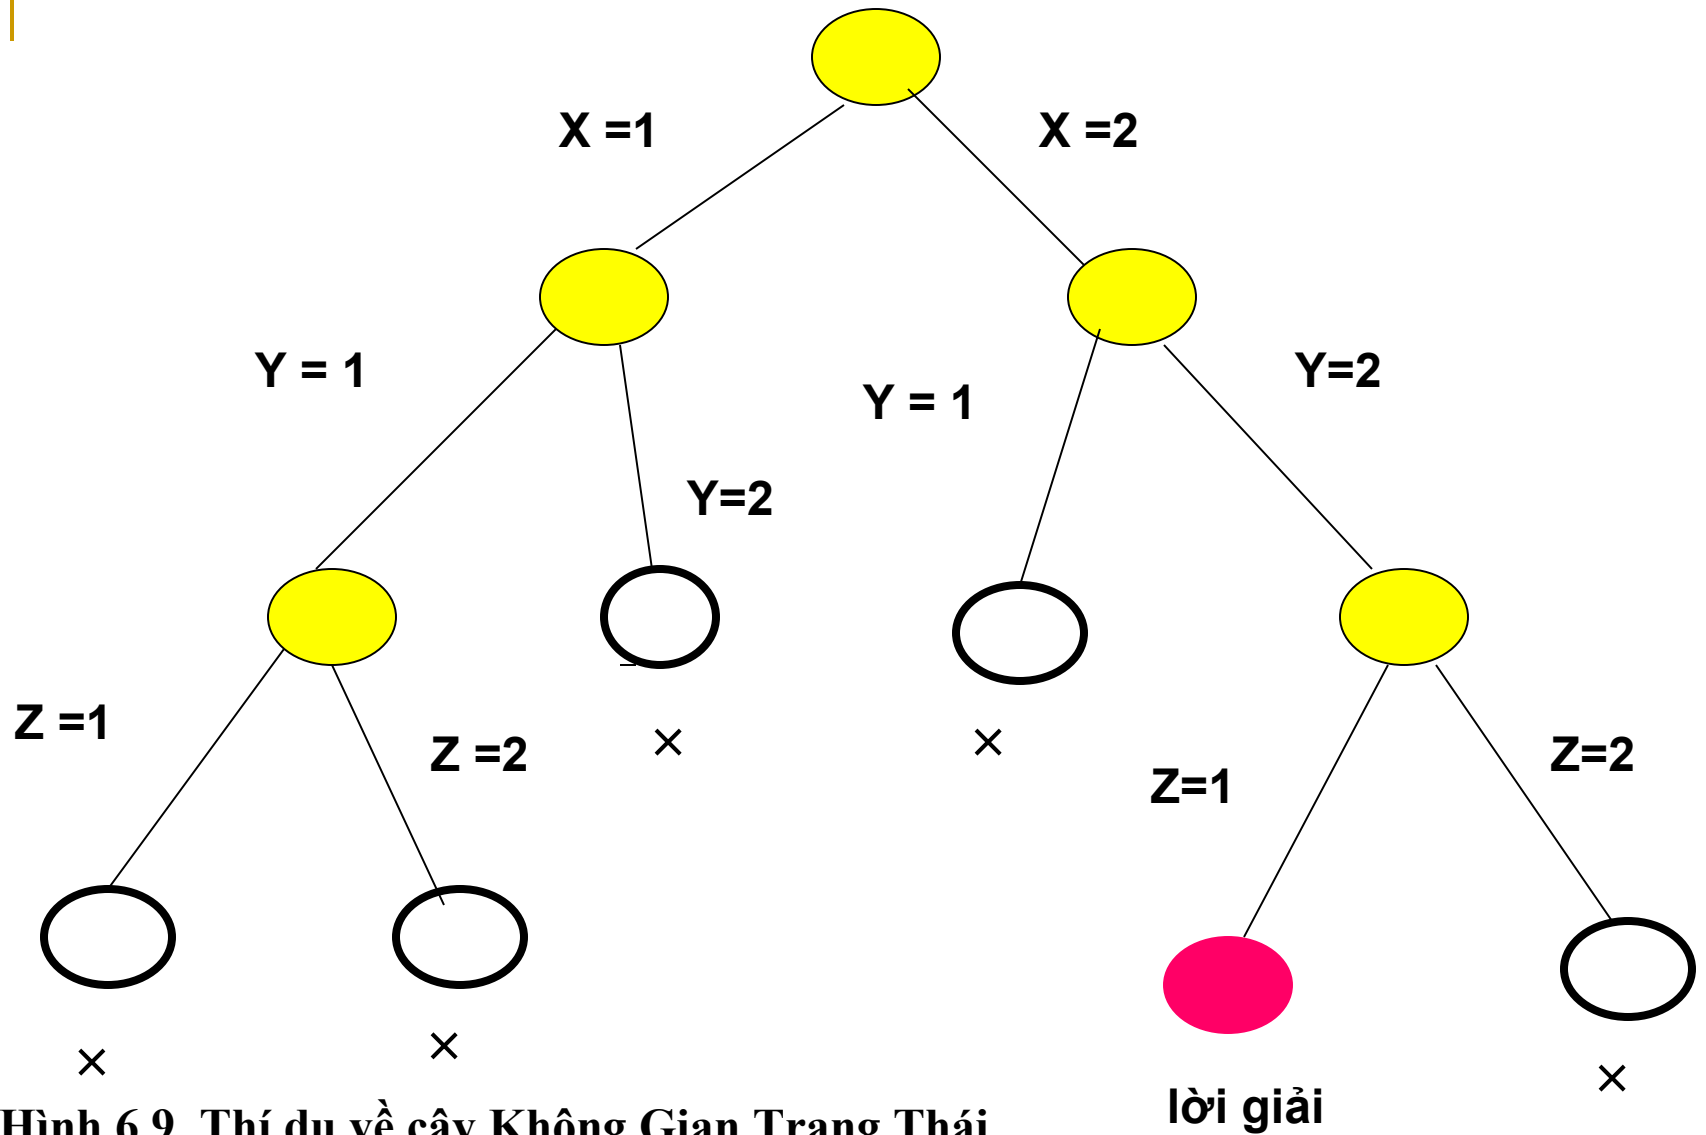 X =1
X =2
Y = 1
Y=2
Y = 1
Y=2
Z =1
Z =2
×
×
Z=1
Z=2
×
×
×
lời giải
Hình 6.9 Thí dụ về cây Không Gian Trạng Thái